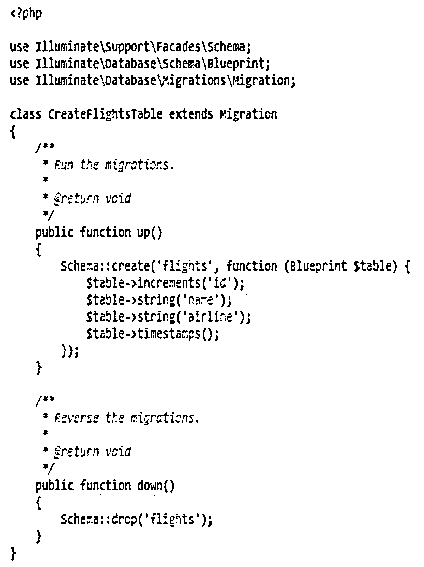 <?php
use Illuminate\Support\Facades\Schema;
use Illuminate\Database\Schema\Blueprint;
use Illuminate\Database\Migrations\Migration;
class CreateFlightsTable extends Migration
{
/**
* Run the migrations.
*
* @return void
*/
public function up()
{
Schema::create('flights', function (Blueprint $table) {
$table->increments('id');
$table->string('name');
$table->string('airline');
$table->timestamps();
});
}
/**
* Reverse the migrations.
*
* @return void
*/
public function down()
{
Schema::drop('flights');
}
}